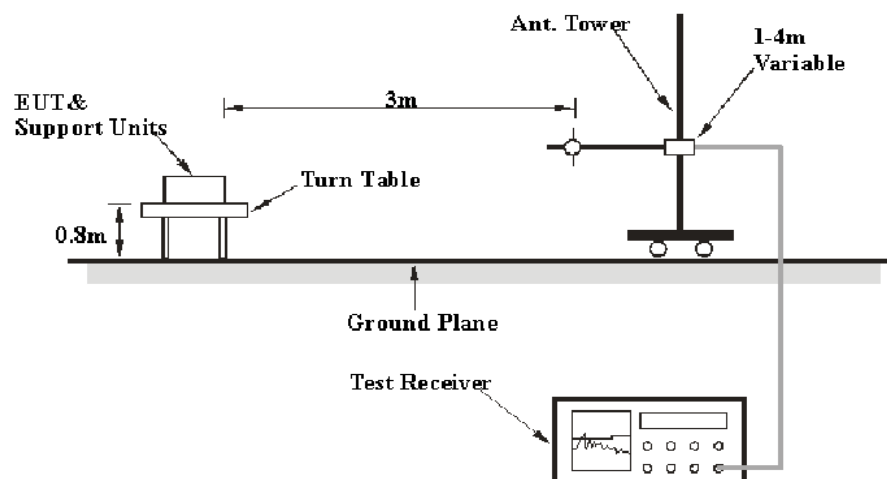 Ant. Tower
1-4m
Variable
3m
EUT&
Support Units
Turn Table
0.8m
Ground Plane
Test Receiver